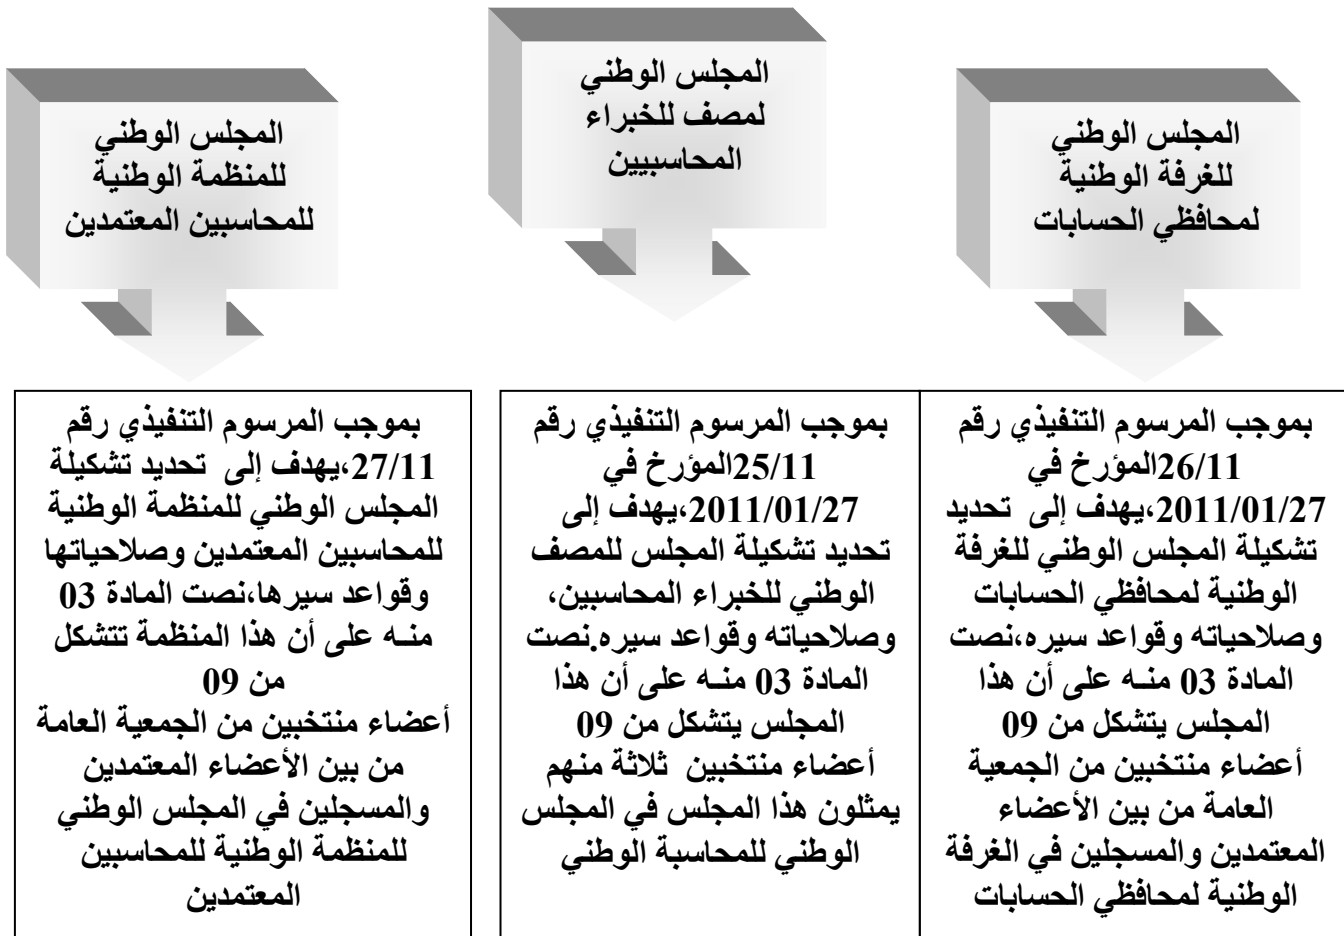 المجلس الوطني
للغرفة الوطنية
لمحافظي الحسابات
المجلس الوطني
لمصف للخبراء
المحاسبيين
المجلس الوطني
للمنظمة الوطنية
للمحاسبين المعتمدين
بموجب المرسوم التنفيذي رقم
26/11المؤرخ في
2011/01/27،يهدف إلى تحديد
تشكيلة المجلس الوطني للغرفة
الوطنية لمحافظي الحسابات
وصلاحياته وقواعد سيره،نصت
المادة 03 منه على أن هذا
المجلس يتشكل من 09
أعضاء منتخبين من الجمعية
العامة من بين الأعضاء
المعتمدين والمسجلين في الغرفة
الوطنية لمحافظي الحسابات
بموجب المرسوم التنفيذي رقم
25/11المؤرخ في
2011/01/27،يهدف إلى
تحديد تشكيلة المجلس للمصف
الوطني للخبراء المحاسبين،
وصلاحياته وقواعد سيره.نصت
المادة 03 منه على أن هذا
المجلس يتشكل من 09
أعضاء منتخبين ثلاثة منهم
يمثلون هذا المجلس في المجلس
الوطني للمحاسبة الوطني
بموجب المرسوم التنفيذي رقم
27/11،يهدف إلى تحديد تشكيلة
المجلس الوطني للمنظمة الوطنية
للمحاسبين المعتمدين وصلاحياتها
وقواعد سيرها،نصت المادة 03
منه على أن هذا المنظمة تتشكل
من 09
أعضاء منتخبين من الجمعية العامة
من بين الأعضاء المعتمدين
والمسجلين في المجلس الوطني
للمنظمة الوطنية للمحاسبين
المعتمدين